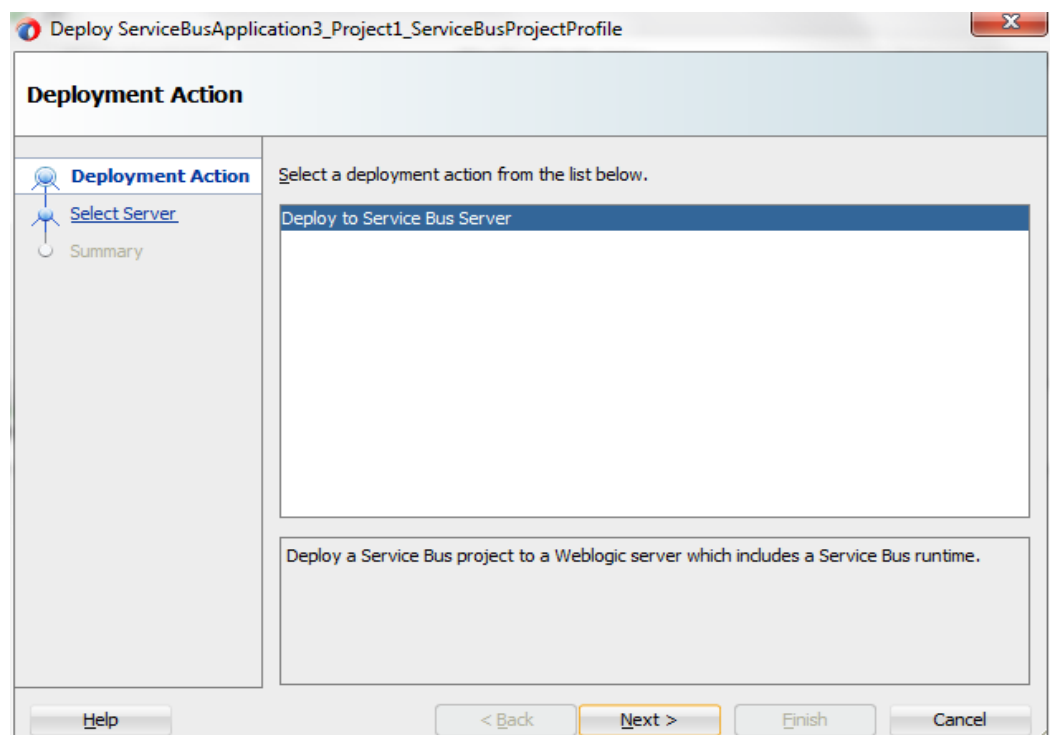 Deploy ServiceBusApplication3_Project1_ServiceBusProjectProfile
Deployment Action
Deployment Action
Select Server
Summary
Select a deployment action from the list below.
Deploy to Service Bus Server
Deploy a Service Bus project to a Weblogic server which includes a Service Bus runtime.
Help
< Back
Next >
Finish
Cancel